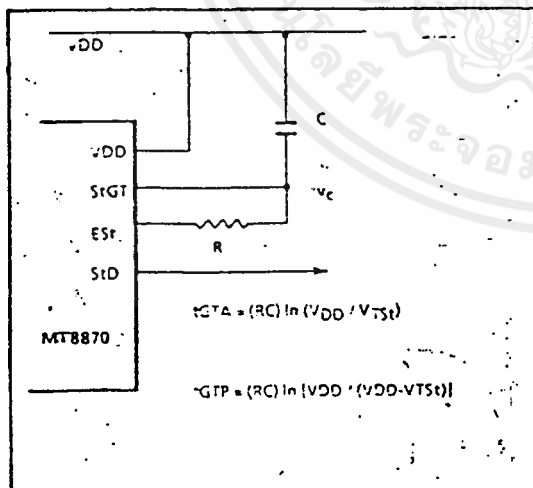 VDD
C
VDD
StGT
Vc
ESt
R
StD
tGTA = (RC) ln (VDD / VTSt)
MT8870
tGTP = (RC) ln [VDD / (VDD-VTSt)]